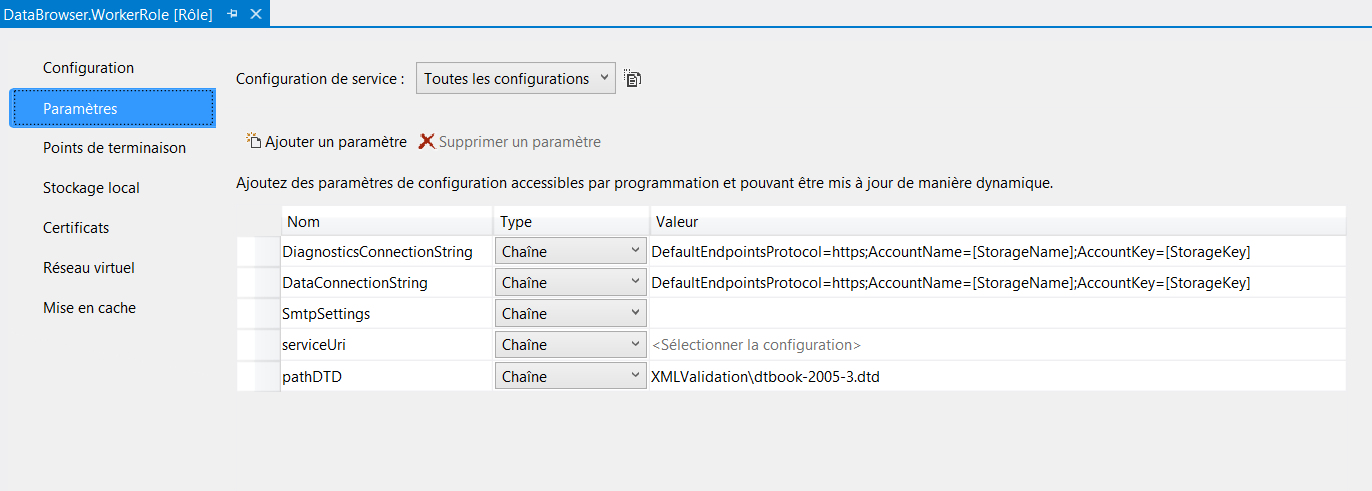 DataBrowser.WorkerRole [Rôle]
Configuration
Paramètres
Points de terminaison
Stockage local
Certificats
Réseau virtuel
Mise en cache
Configuration de service : Toutes les configurations
Ajouter un paramètre Supprimer un paramètre
Ajoutez des paramètres de configuration accessibles par programmation et pouvant être mis à jour de manière dynamique.
Nom Type Valeur
DiagnosticsConnectionString Chaîne DefaultEndpointsProtocol=https;AccountName=[StorageName];AccountKey=[StorageKey]
DataConnectionString Chaîne DefaultEndpointsProtocol=https;AccountName=[StorageName];AccountKey=[StorageKey]
SmtpSettings Chaîne
serviceUri Chaîne <Sélectionner la configuration>
pathDTD Chaîne XMLValidation\dtbook-2005-3.dtd